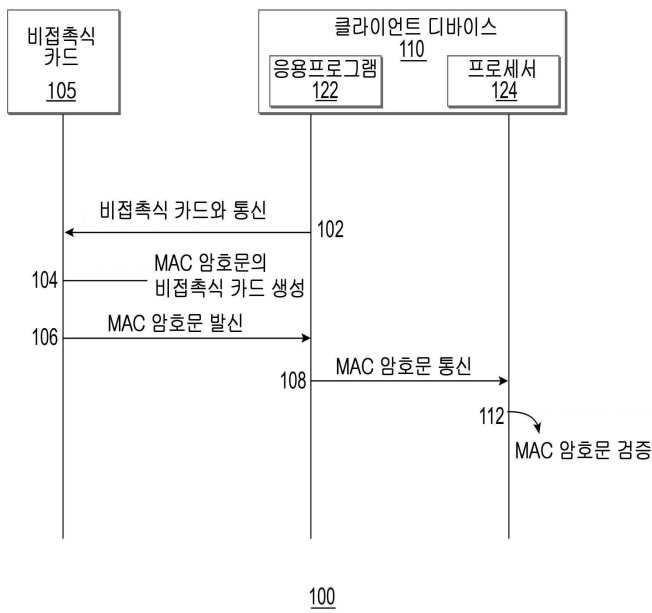 비접촉식
카드
105
클라이언트 디바이스
110
응용프로그램
122
프로세서
124
비접촉식 카드와 통신
102
104
MAC 암호문의
비접촉식 카드 생성
106
MAC 암호문 발신
108
MAC 암호문 통신
112
MAC 암호문 검증
100